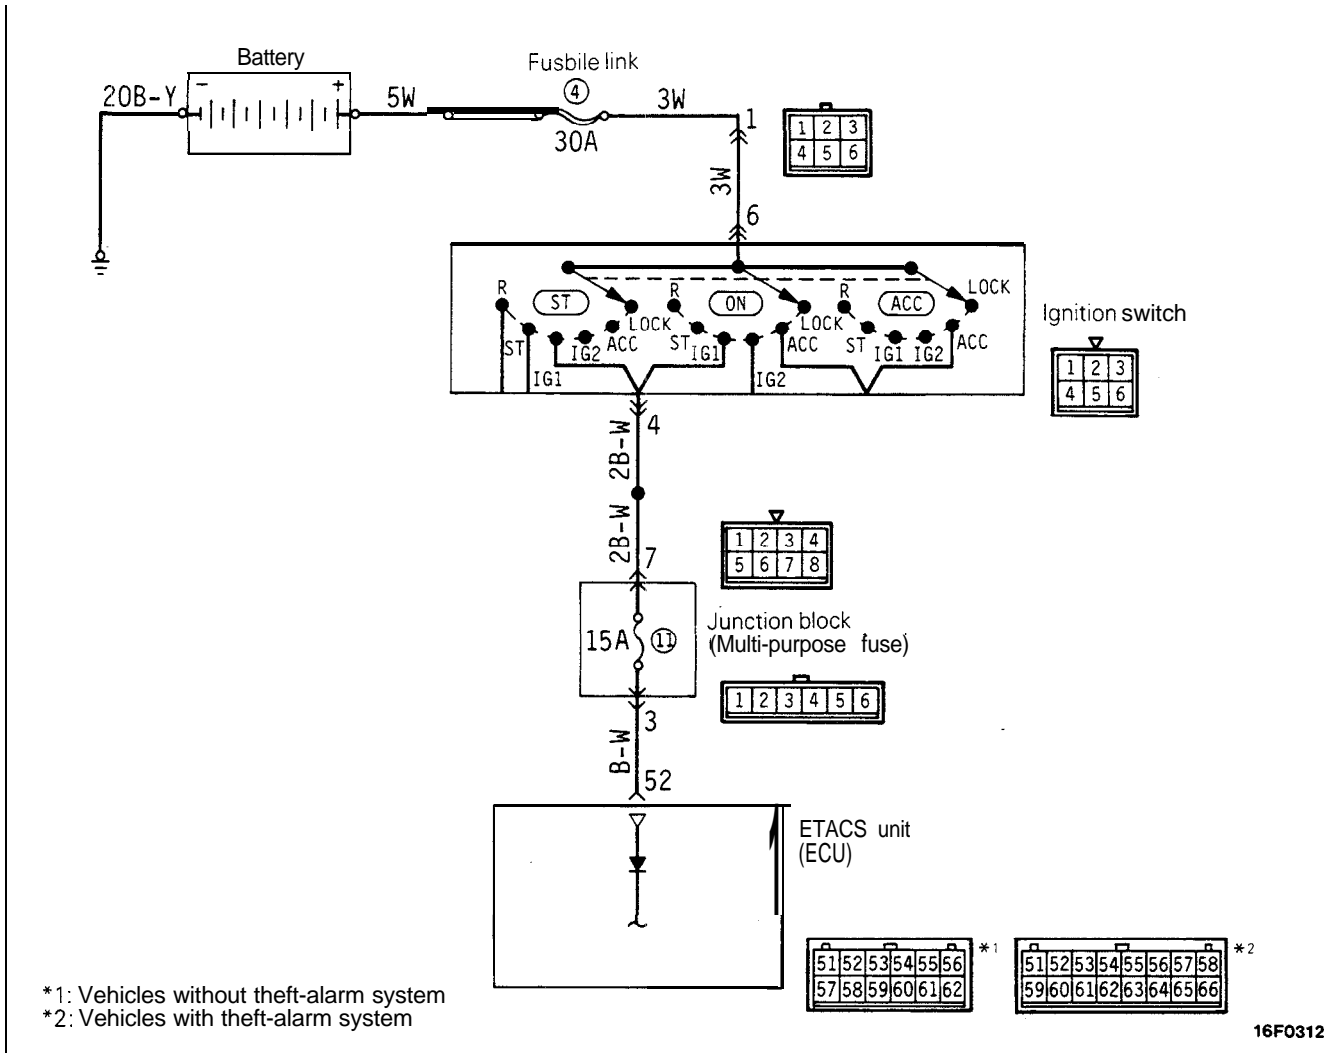 Battery
Fusbile link
20B-Y
-
+
5W
4
3W
30A
1
1 2 3
4 5 6
3W
6
R
ST
LOCK
ST
IG1
IG2
ACC
R
ON
LOCK
ST
IG1
IG2
ACC
R
ACC
LOCK
ST
IG1
IG2
ACC
Ignition switch
1 2 3
4 5 6
4
2B-W
2B-W
7
1 2 3 4
5 6 7 8
15A
11
Junction block
(Multi-purpose fuse)
1 2 3 4 5 6
3
B-W
52
ETACS unit
(ECU)
51 52 53 54 55 56
57 58 59 60 61 62
*1
51 52 53 54 55 56 57 58
59 60 61 62 63 64 65 66
*2
*1: Vehicles without theft-alarm system
*2: Vehicles with theft-alarm system
16F0312